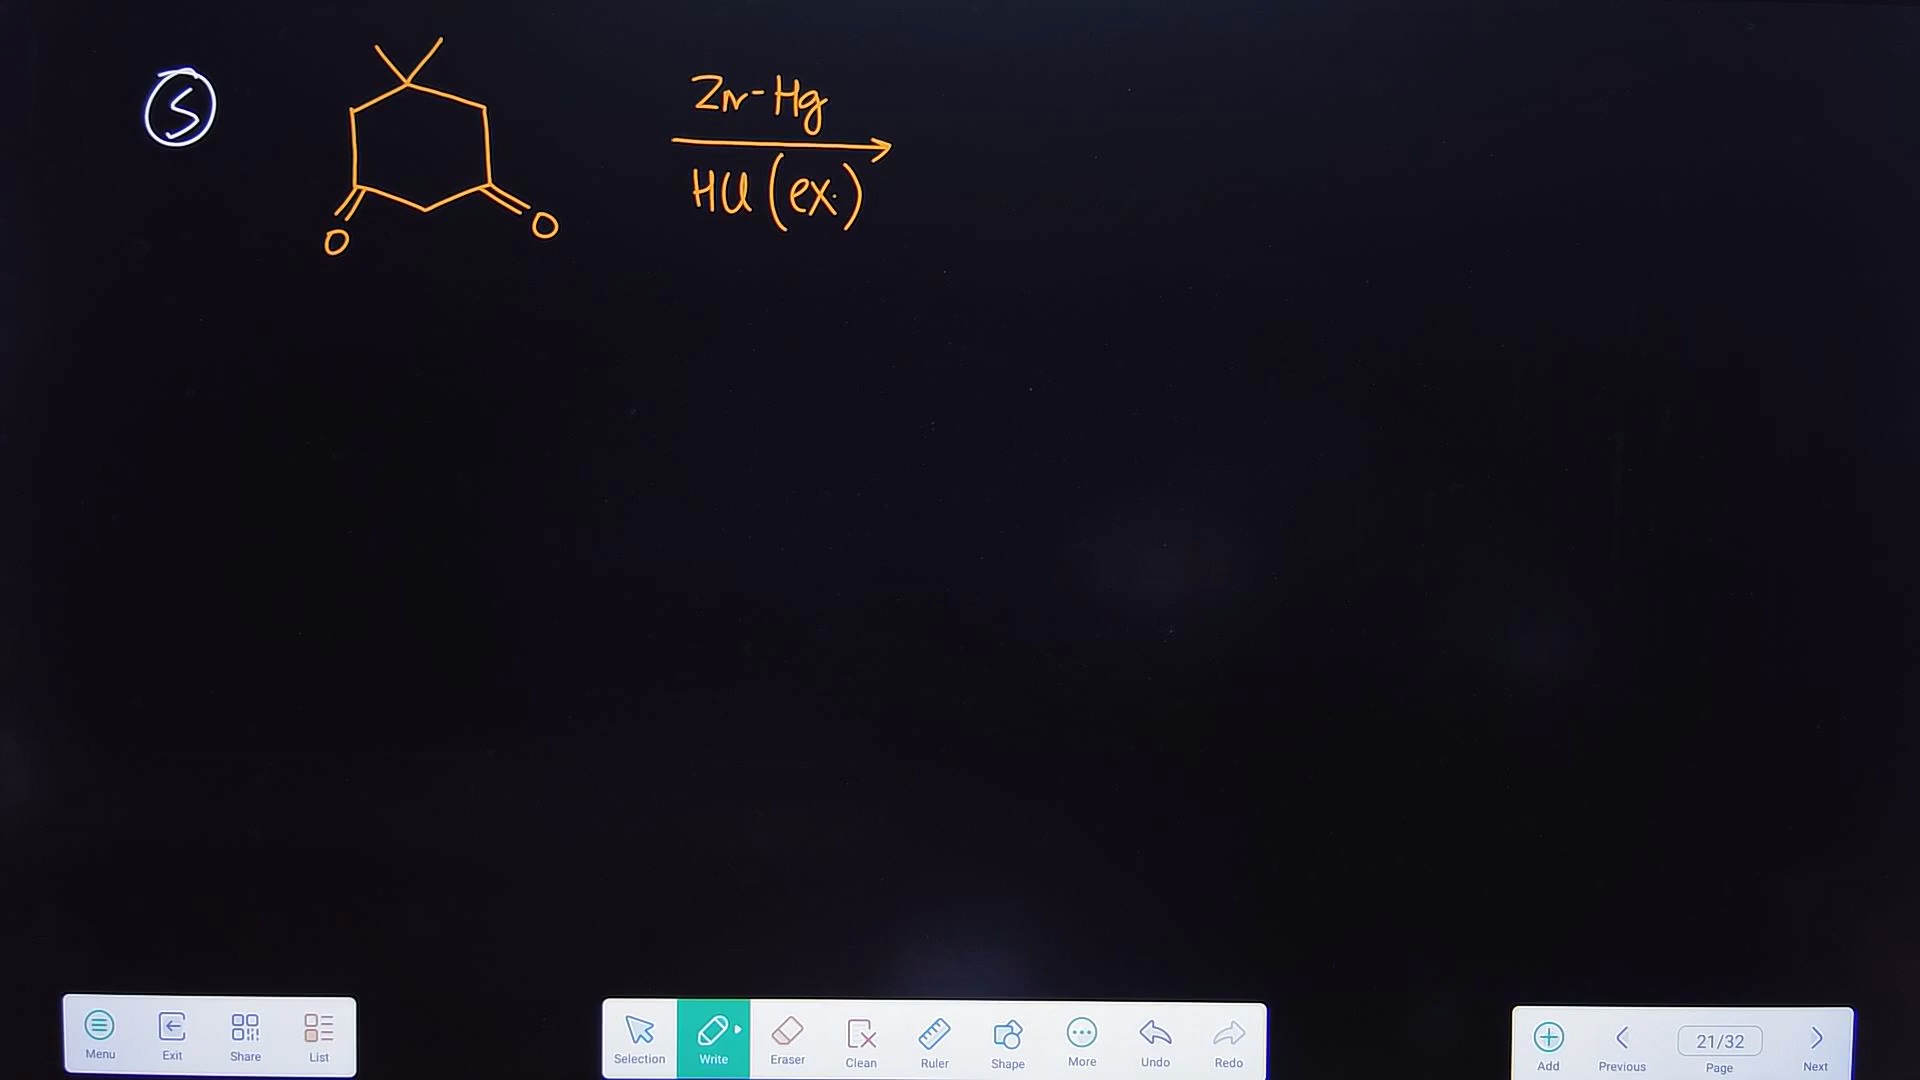 5
Zn-Hg
HCl (ex.)
O
O
Menu
Exit
Share
List
Selection
Write
Eraser
Clean
Ruler
Shape
More
Undo
Redo
Add
Previous
21/32
Page
Next